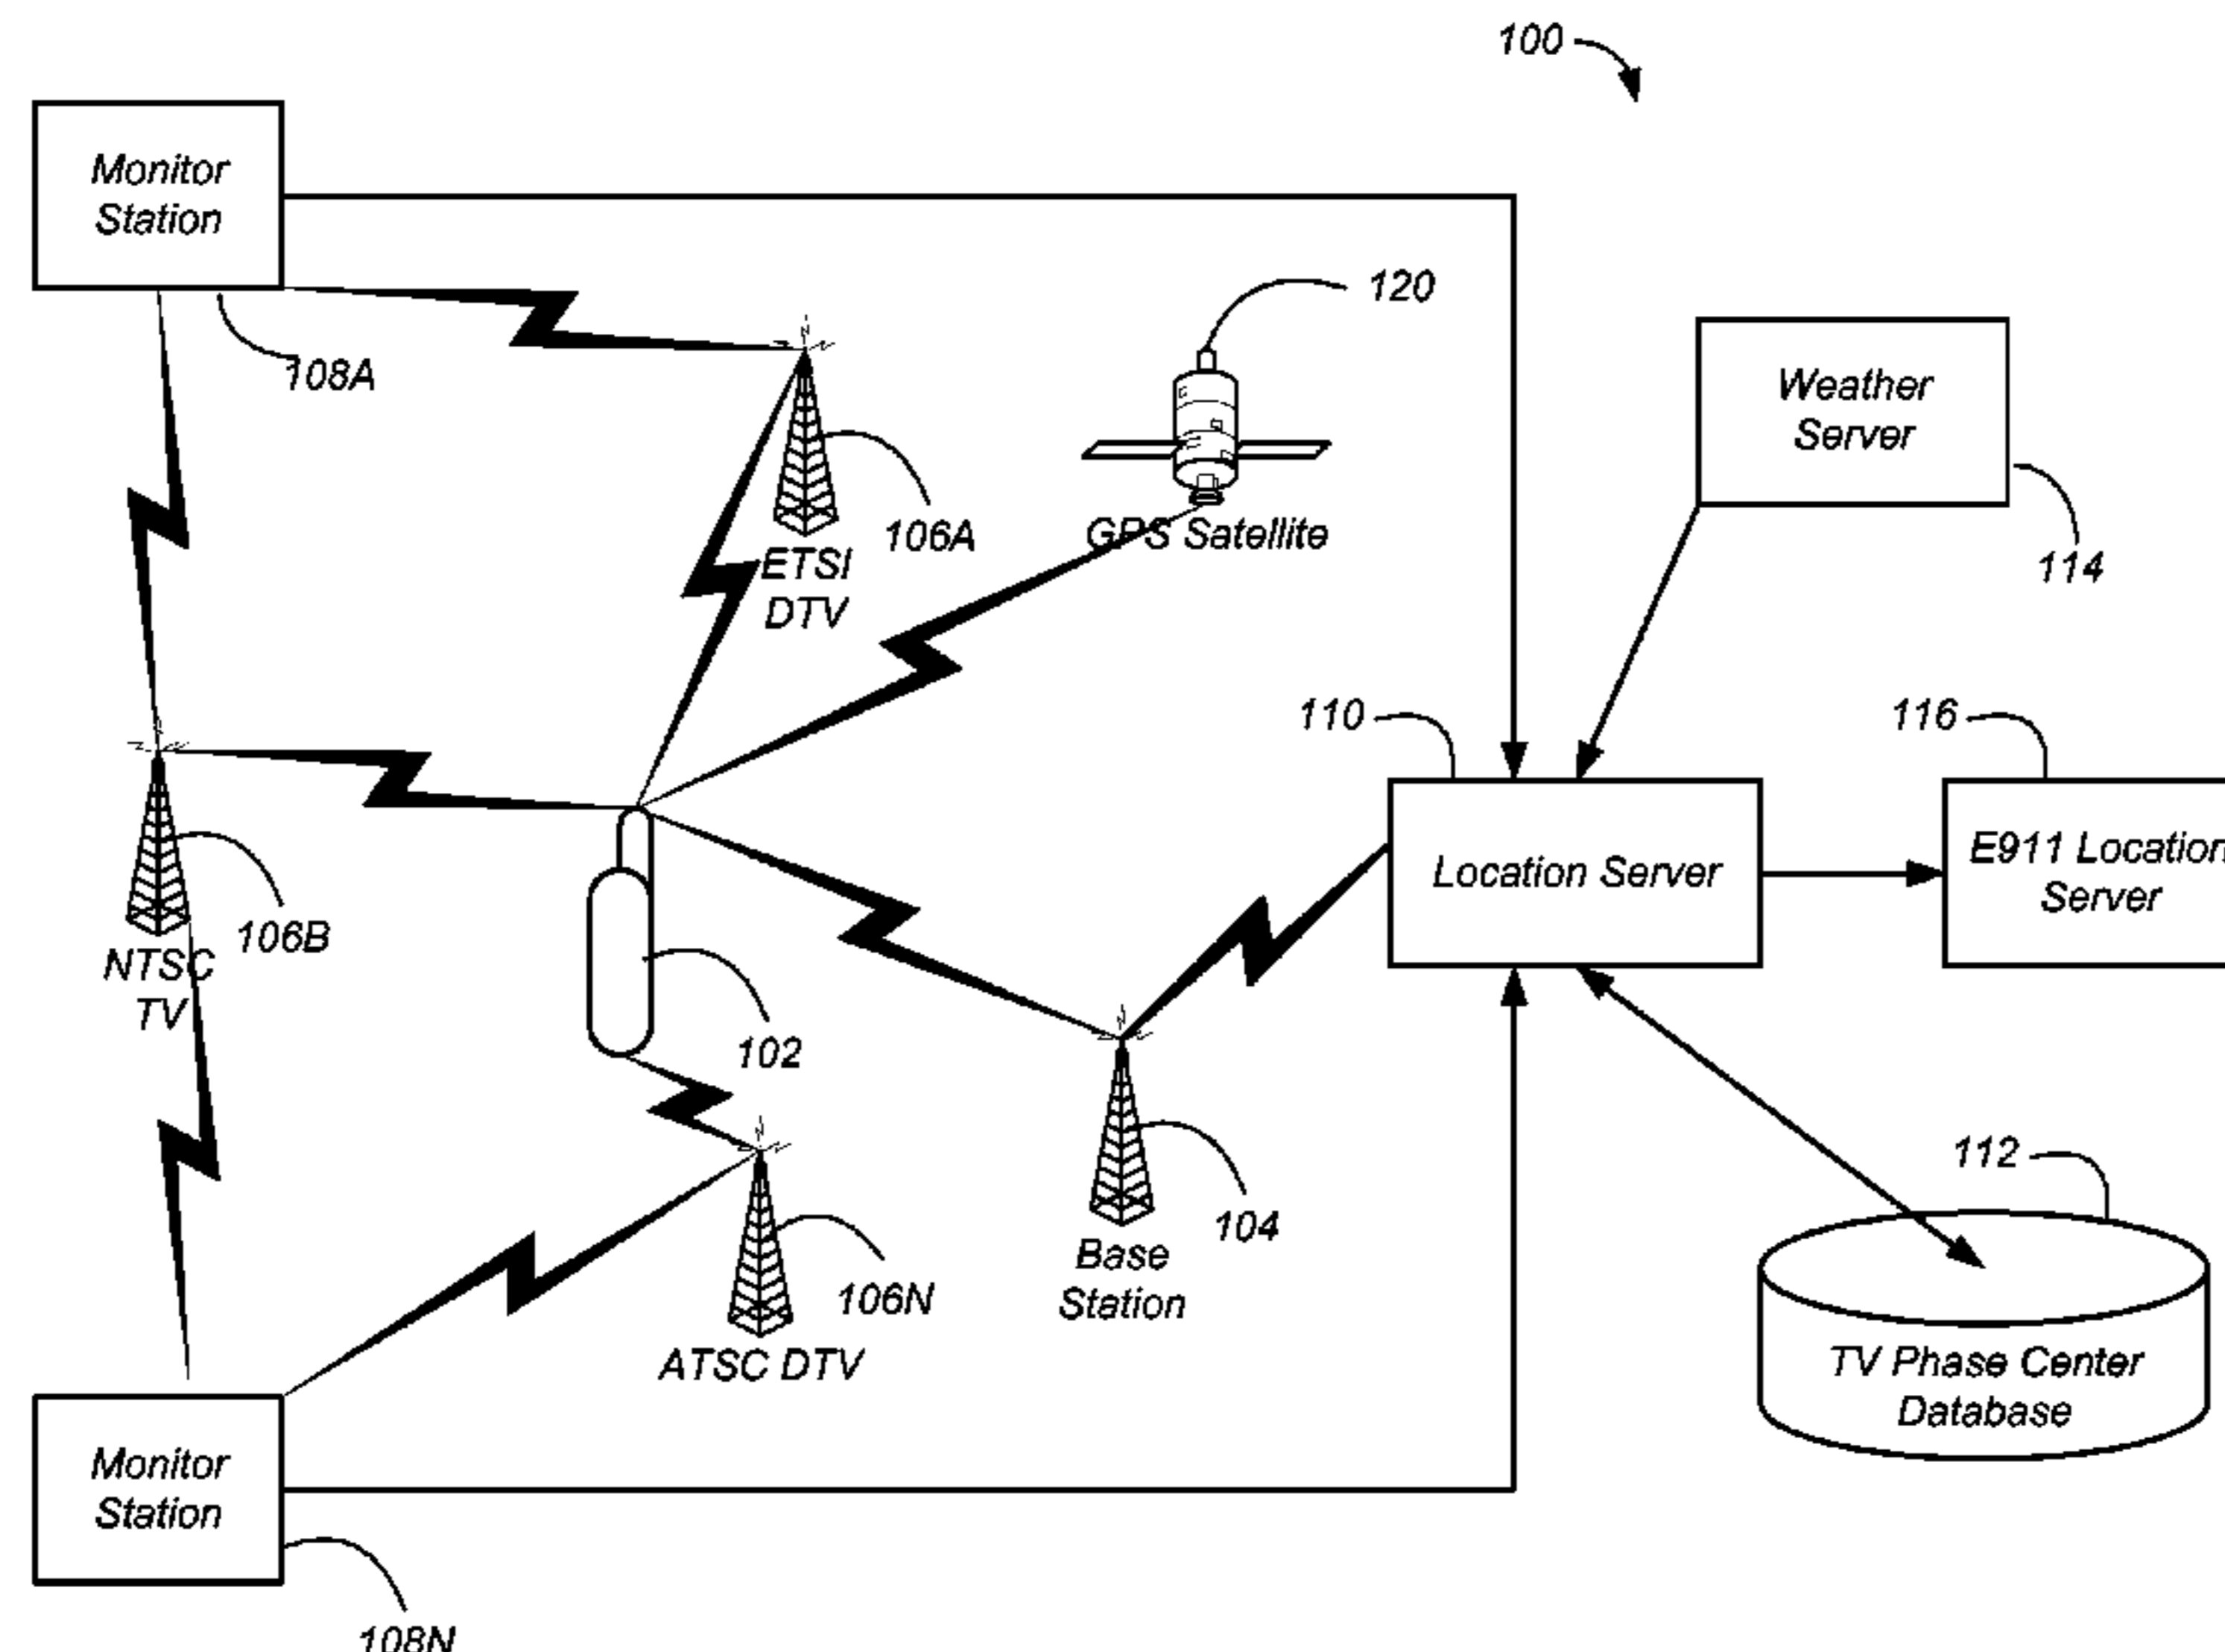 100
Monitor
Station
108A
120
GPS Satellite
106A
ETSI
DTV
Weather
Server
114
110
116
Location Server
E911 Location
Server
106B
NTSC
TV
102
104
Base
Station
112
TV Phase Center
Database
106N
ATSC DTV
Monitor
Station
108N